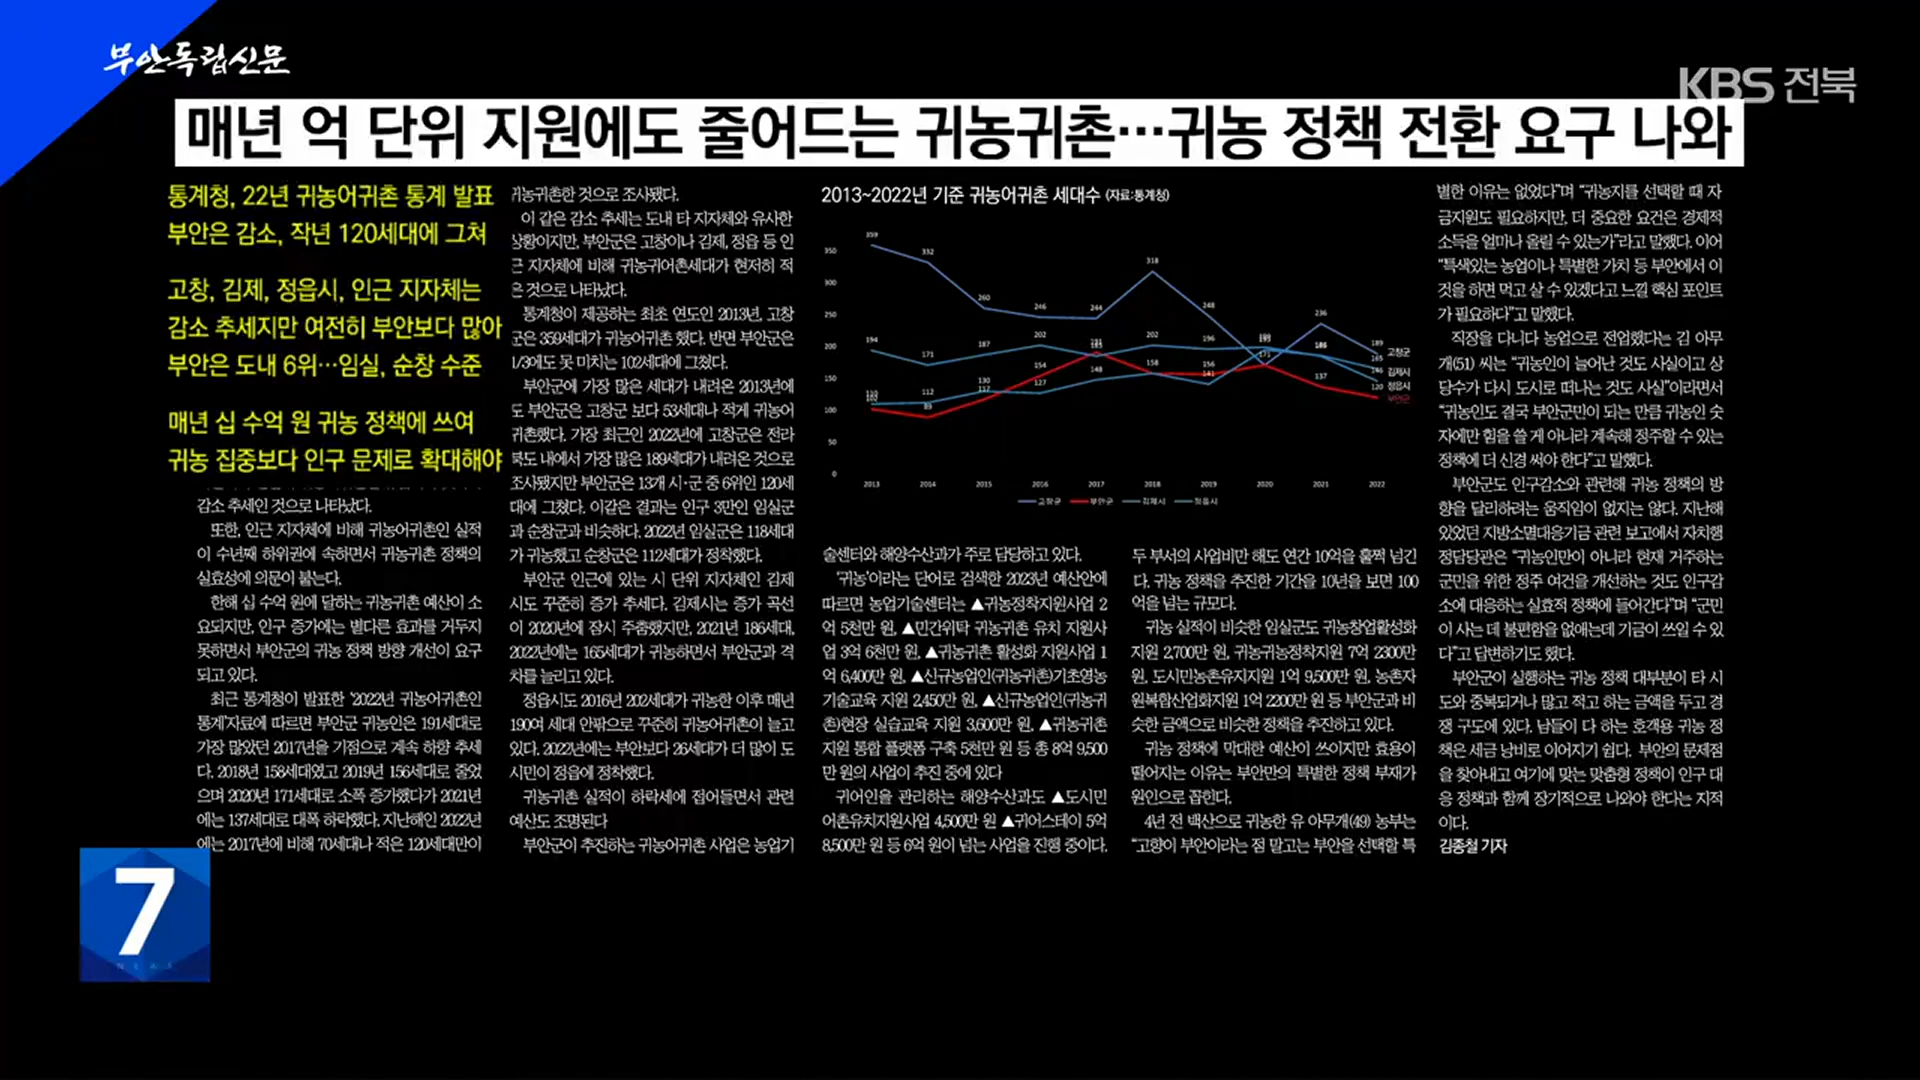 부안독립신문
KBS 전북
매년 억 단위 지원에도 줄어드는 귀농귀촌…귀농 정책 전환 요구 나와
통계청, 22년 귀농어귀촌 통계 발표
부안은 감소, 작년 120세대에 그쳐
고창, 김제, 정읍시, 인근 지자체는
감소 추세지만 여전히 부안보다 많아
부안은 도내 6위…임실, 순창 수준
매년 십 수억 원 귀농 정책에 쓰여
귀농 집중보다 인구 문제로 확대해야
감소 추세인 것으로 나타났다.
또한, 인근 지자체에 비해 귀농어귀촌인 실적
이 수년째 하위권에 속하면서 귀농귀촌 정책의
실효성에 의문이 붙는다.
한해 십 수억 원에 달하는 귀농귀촌 예산이 소
요되지만, 인구 증가에는 별다른 효과를 거두지
못하면서 부안군의 귀농 정책 방향 개선이 요구
되고 있다.
최근 통계청이 발표한 '2022년 귀농어귀촌인
통계'자료에 따르면 부안군 귀농인은 191세대로
가장 많았던 2017년을 기점으로 계속 하향 추세
다. 2018년 158세대였고 2019년 156세대로 줄었
으며 2020년 171세대로 소폭 증가했다가 2021년
에는 137세대로 대폭 하락했다. 지난해인 2022년
에는 2017년에 비해 70세대나 적은 120세대만이
귀농귀촌한 것으로 조사됐다.
이 같은 감소 추세는 도내 타 지자체와 유사한
상황이지만, 부안군은 고창이나 김제, 정읍 등 인
근 지자체에 비해 귀농귀어촌세대가 현저히 적
은 것으로 나타났다.
통계청이 제공하는 최초 연도인 2013년, 고창
군은 359세대가 귀농어귀촌 했다. 반면 부안군은
1/3에도 못 미치는 102세대에 그쳤다.
부안군에 가장 많은 세대가 내려온 2013년에
도 부안군은 고창군 보다 53세대나 적게 귀농어
귀촌했다. 가장 최근인 2022년에 고창군은 전라
북도 내에서 가장 많은 189세대가 내려온 것으로
조사됐지만 부안군은 13개 시·군 중 6위인 120세
대에 그쳤다. 이같은 결과는 인구 3만인 임실군
과 순창군과 비슷하다. 2022년 임실군은 118세대
가 귀농했고 순창군은 112세대가 정착했다.
부안군 인근에 있는 시 단위 지자체인 김제
시도 꾸준히 증가 추세다. 김제시는 증가 곡선
이 2020년에 잠시 주춤했지만, 2021년 186세대,
2022년에는 165세대가 귀농하면서 부안군과 격
차를 늘리고 있다.
정읍시도 2016년 202세대가 귀농한 이후 매년
190여 세대 안팎으로 꾸준히 귀농어귀촌이 늘고
있다. 2022년에는 부안보다 26세대가 더 많이 도
시민이 정읍에 정착했다.
귀농귀촌 실적이 하락세에 접어들면서 관련
예산도 조명된다
부안군이 추진하는 귀농어귀촌 사업은 농업기
2013~2022년 기준 귀농어귀촌 세대수 (자료:통계청)
350
300
250
200
150
100
50
0
359 332 260 246 244 318 248 236 189
194 171 187 202 202 196 165
154 158 156 171 137 120
112 130 127 148 141 146
89 117
고창군
김제시
정읍시
부안군
2013 2014 2015 2016 2017 2018 2019 2020 2021 2022
고창군 부안군 김제시 정읍시
술센터와 해양수산과가 주로 담당하고 있다.
'귀농'이라는 단어로 검색한 2023년 예산안에
따르면 농업기술센터는 ▲귀농정착지원사업 2
억 5천만 원, ▲민간위탁 귀농귀촌 유치 지원사
업 3억 6천만 원, ▲귀농귀촌 활성화 지원사업 1
억 6,400만 원, ▲신규농업인(귀농귀촌)기초영농
기술교육 지원 2,450만 원, ▲신규농업인(귀농귀
촌)현장 실습교육 지원 3,600만 원, ▲귀농귀촌
지원 통합 플랫폼 구축 5천만 원 등 총 8억 9,500
만 원의 사업이 추진 중에 있다
귀어인을 관리하는 해양수산과도 ▲도시민
어촌유치지원사업 4,500만 원 ▲귀어스테이 5억
8,500만 원 등 6억 원이 넘는 사업을 진행 중이다.
두 부서의 사업비만 해도 연간 10억을 훌쩍 넘긴
다. 귀농 정책을 추진한 기간을 10년을 보면 100
억을 넘는 규모다.
귀농 실적이 비슷한 임실군도 귀농창업활성화
지원 2,700만 원, 귀농귀농정착지원 7억 2300만
원, 도시민농촌유치지원 1억 9,500만 원, 농촌자
원복합산업화지원 1억 2200만 원 등 부안군과 비
슷한 금액으로 비슷한 정책을 추진하고 있다.
귀농 정책에 막대한 예산이 쓰이지만 효용이
떨어지는 이유는 부안만의 특별한 정책 부재가
원인으로 꼽힌다.
4년 전 백산으로 귀농한 유 아무개(49) 농부는
"고향이 부안이라는 점 말고는 부안을 선택할 특
별한 이유는 없었다"며 "귀농지를 선택할 때 자
금지원도 필요하지만, 더 중요한 요건은 경제적
소득을 얼마나 올릴 수 있는가"라고 말했다. 이어
"특색있는 농업이나 특별한 가치 등 부안에서 이
것을 하면 먹고 살 수 있겠다고 느낄 핵심 포인트
가 필요하다"고 말했다.
직장을 다니다 농업으로 전업했다는 김 아무
개(51) 씨는 "귀농인이 늘어난 것도 사실이고 상
당수가 다시 도시로 떠나는 것도 사실"이라면서
"귀농인도 결국 부안군민이 되는 만큼 귀농인 숫
자에만 힘을 쓸 게 아니라 계속해 정주할 수 있는
정책에 더 신경 써야 한다"고 말했다.
부안군도 인구감소와 관련해 귀농 정책의 방
향을 달리하려는 움직임이 없지는 않다. 지난해
있었던 지방소멸대응기금 관련 보고에서 자치행
정담당관은 "귀농인만이 아니라 현재 거주하는
군민을 위한 정주 여건을 개선하는 것도 인구감
소에 대응하는 실효적 정책에 들어간다"며 "군민
이 사는 데 불편함을 없애는데 기금이 쓰일 수 있
다"고 답변하기도 했다.
부안군이 실행하는 귀농 정책 대부분이 타 시
도와 중복되거나 많고 적고 하는 금액을 두고 경
쟁 구도에 있다. 남들이 다 하는 호객용 귀농 정
책은 세금 낭비로 이어지기 쉽다. 부안의 문제점
을 찾아내고 여기에 맞는 맞춤형 정책이 인구 대
응 정책과 함께 장기적으로 나와야 한다는 지적
이다.
김종철 기자
7
NEWS